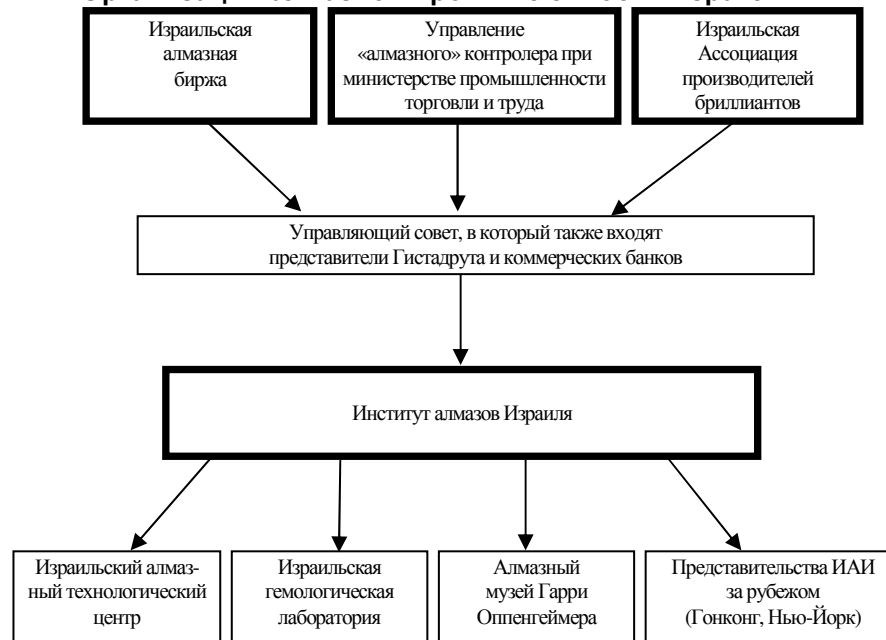 Израильская
алмазная
биржа
Управление
«алмазного» контролера при
министерстве промышленности
торговли и труда
Израильская
Ассоциация
производителей
бриллиантов
Управляющий совет, в который также входят
представители Гистадрута и коммерческих банков
Институт алмазов Израиля
Израильский алмаз-
ный технологический
центр
Израильская
гемологическая
лаборатория
Алмазный
музей Гарри
Оппенгеймера
Представительства ИАИ
за рубежом
(Гонконг, Нью-Йорк)